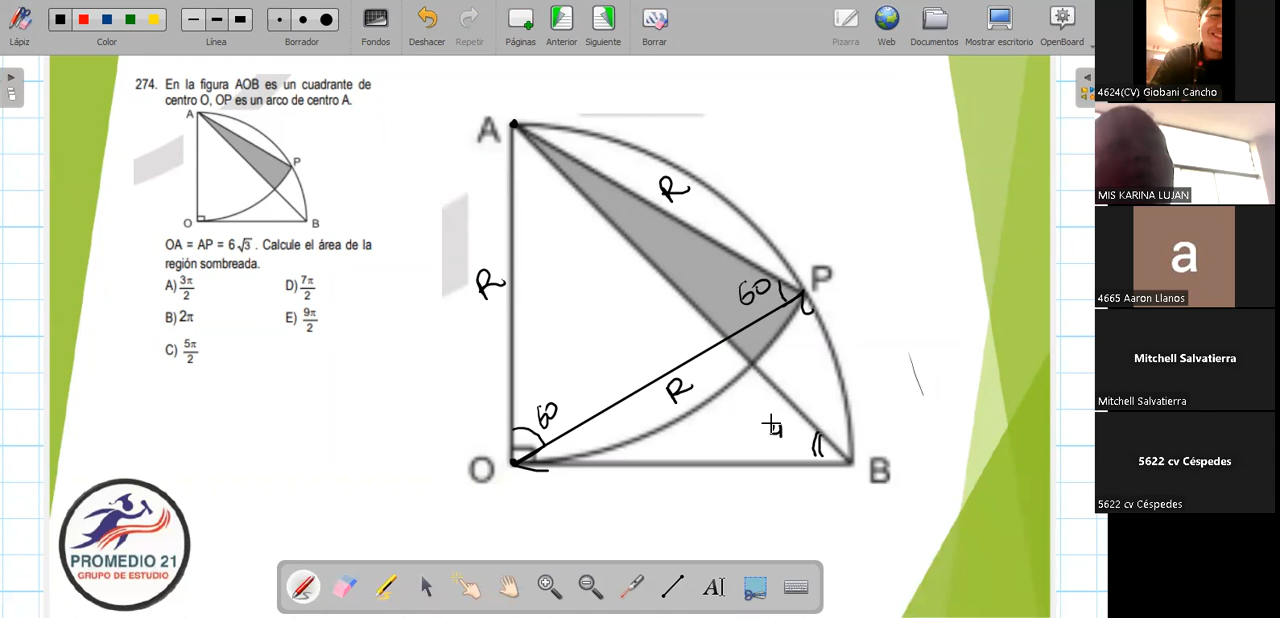 Lápiz
Color
Línea
Borrador
Fondos
Deshacer
Repetir
Páginas
Anterior
Siguiente
Borrar
Pizarra
Web
Documentos
Mostrar escritorio
OpenBoard
274. En la figura AOB es un cuadrante de
centro O, OP es un arco de centro A.
A
P
O
B
OA = AP = 6√3 . Calcule el área de la
región sombreada.
A) 3π/2
D) 7π/2
B) 2π
E) 9π/2
C) 5π/2
A
R
P
60
R
R
60
4
O
B
PROMEDIO 21
GRUPO DE ESTUDIO
AI
4624(CV) Giobani Cancho
MIS KARINA LUJAN
a
4665 Aaron Llanos
Mitchell Salvatierra
Mitchell Salvatierra
5622 cv Céspedes
5622 cv Céspedes